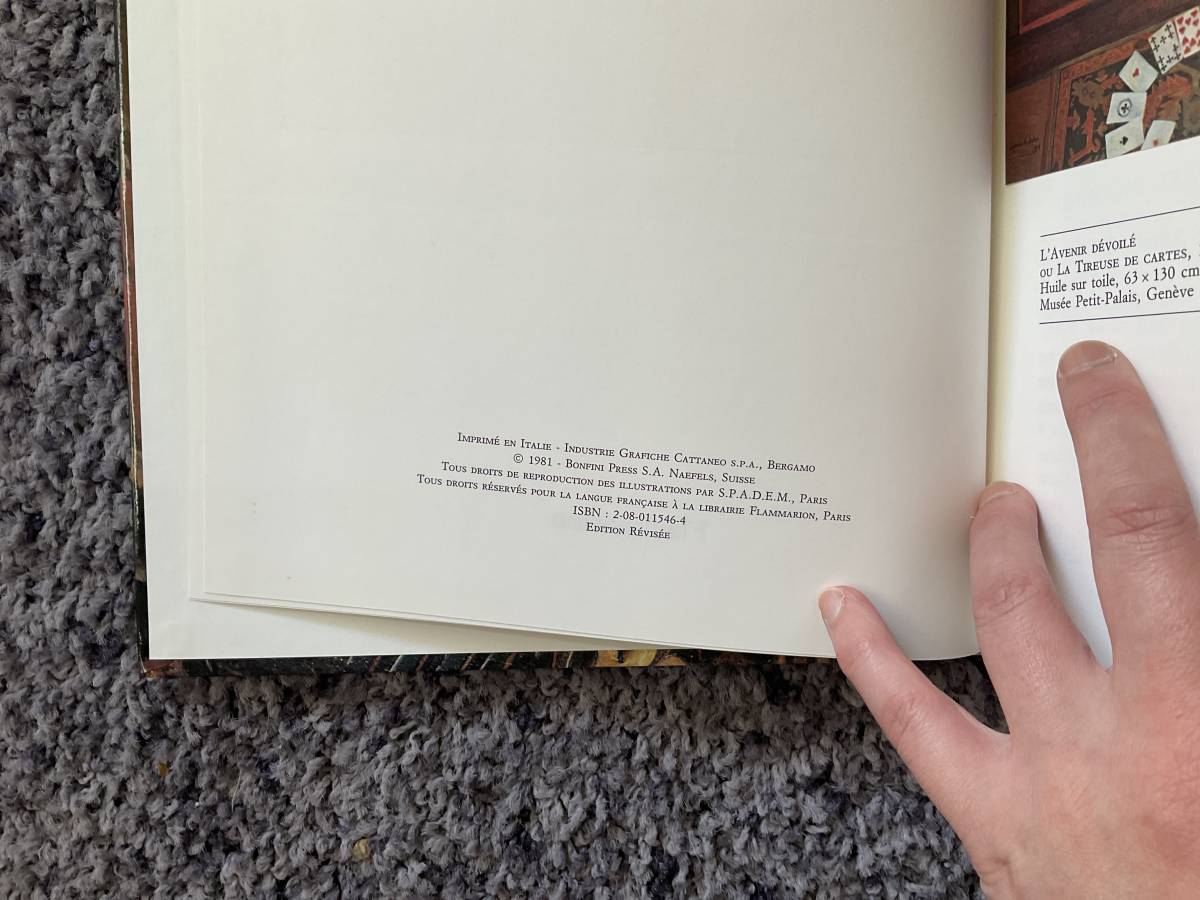 Imprimé en Italie - Industrie Grafiche Cattaneo s.p.a., Bergamo
© 1981 - Bonfini Press S.A. Naefels, Suisse
Tous droits de reproduction des illustrations par S.P.A.D.E.M., Paris
Tous droits réservés pour la langue française à la librairie Flammarion, Paris
ISBN : 2-08-011546-4
Edition Révisée
L'Avenir dévoilé
ou La Tireuse de cartes,
Huile sur toile, 63 × 130 cm
Musée Petit-Palais, Genève